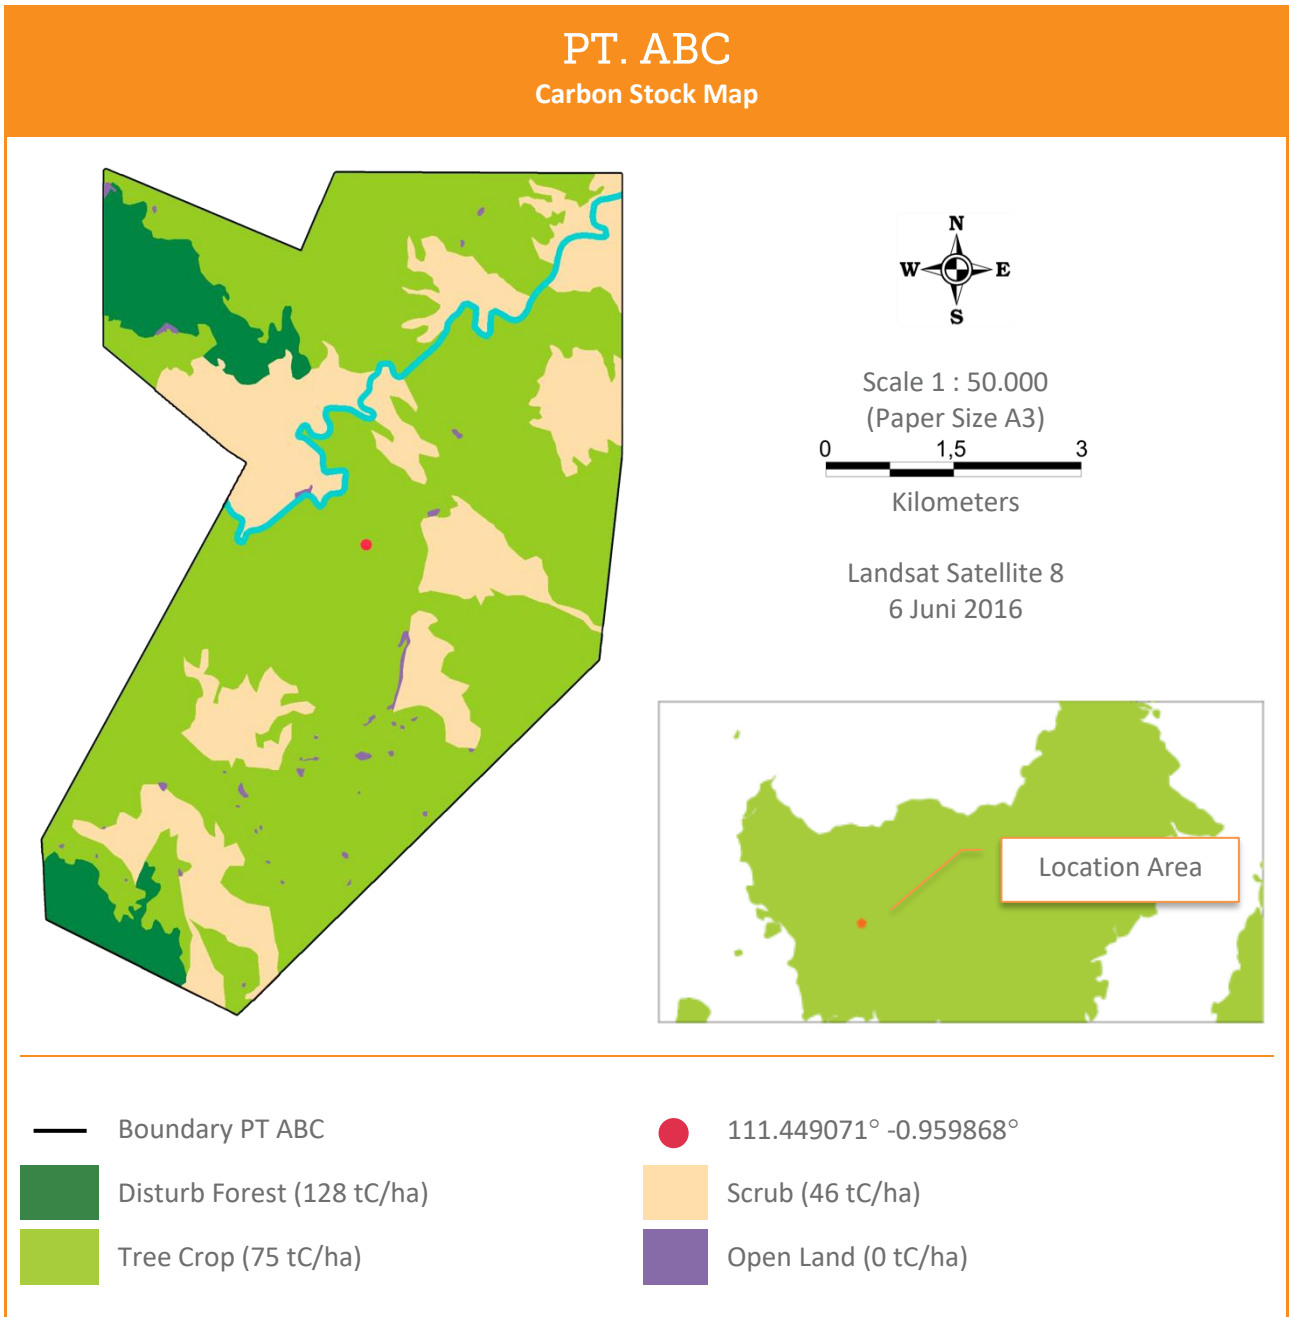 PT. ABC
Carbon Stock Map
N
W E
S
Scale 1 : 50.000
(Paper Size A3)
0 1,5 3
Kilometers
Landsat Satellite 8
6 Juni 2016
Location Area
Boundary PT ABC
111.449071° -0.959868°
Disturb Forest (128 tC/ha)
Scrub (46 tC/ha)
Tree Crop (75 tC/ha)
Open Land (0 tC/ha)